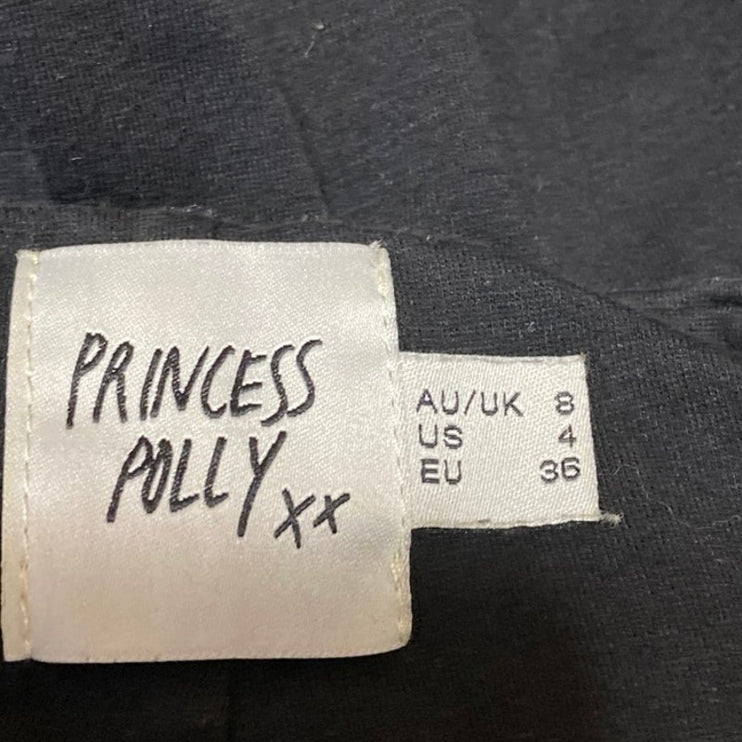 PRINCESS
POLLY xx
AU/UK 8
US 4
EU 36